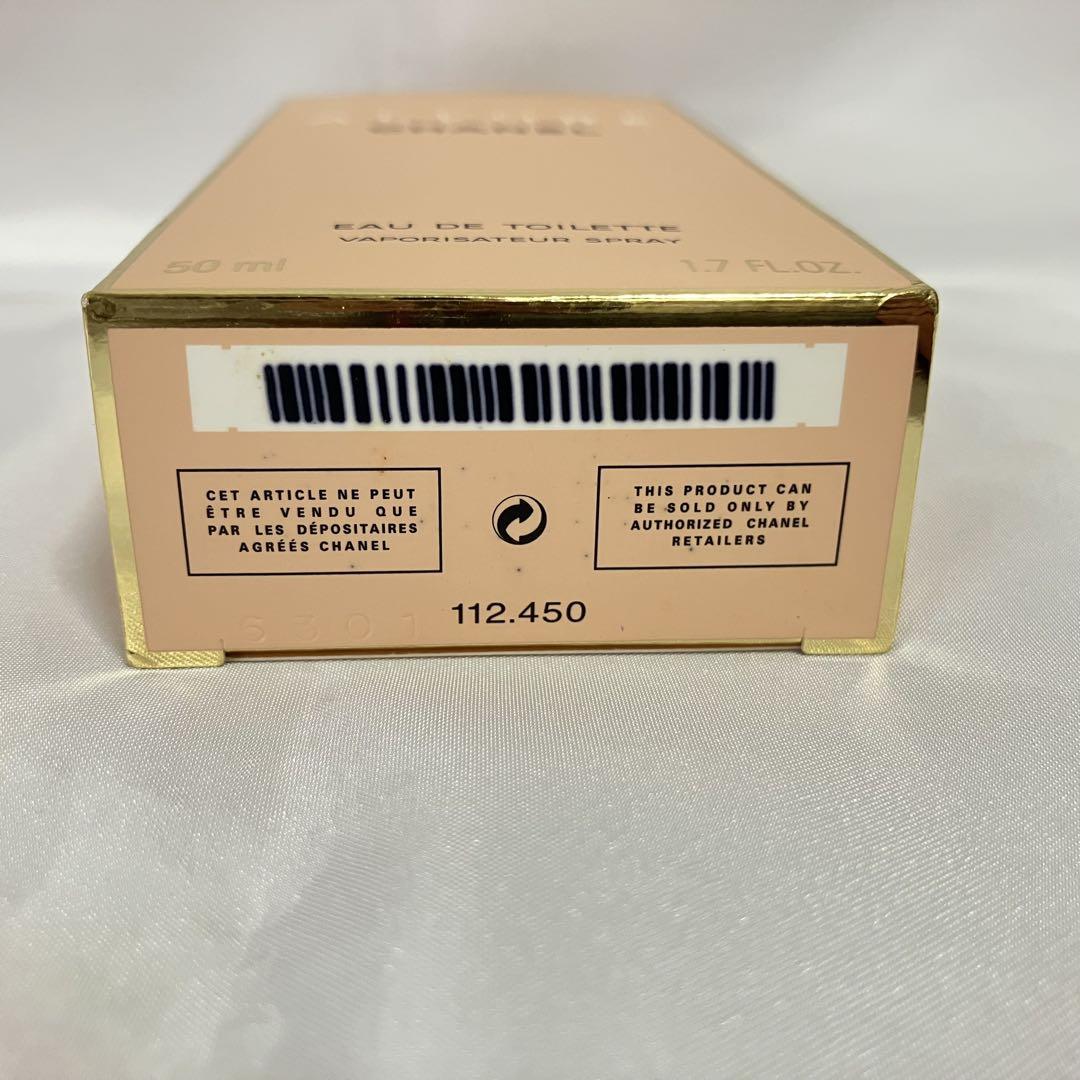 ALLURE
CHANEL
EAU DE TOILETTE
VAPORISATEUR SPRAY
50 ml
1.7 FL.OZ.
CET ARTICLE NE PEUT
ÊTRE VENDU QUE
PAR LES DÉPOSITAIRES
AGRÉÉS CHANEL
THIS PRODUCT CAN
BE SOLD ONLY BY
AUTHORIZED CHANEL
RETAILERS
5301
112.450